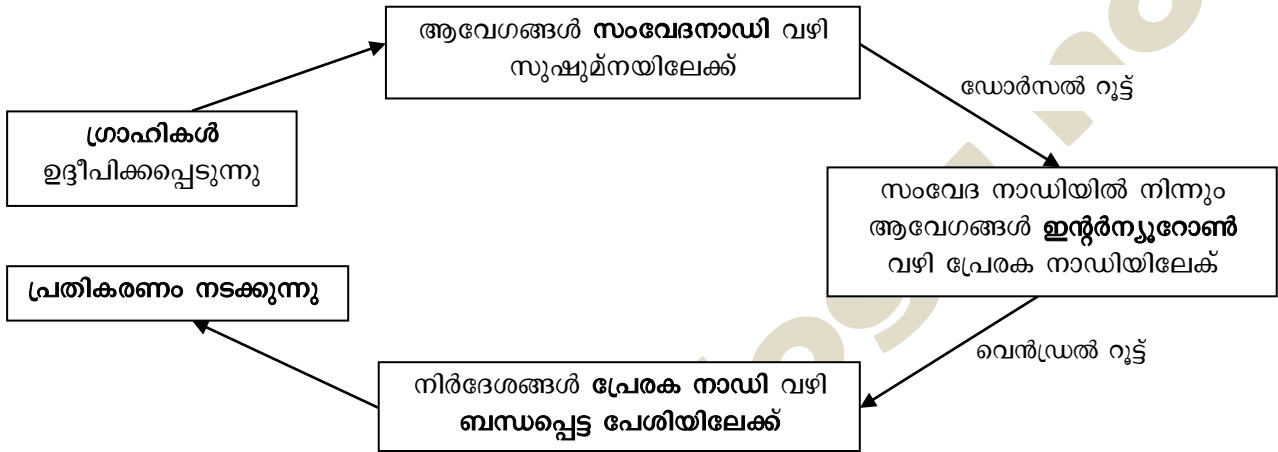 ആവേഗങ്ങൾ സംവേദനാഡി വഴി
സുഷുമ്നയിലേക്ക്
ഡോർസൽ റൂട്ട്
ഗ്രാഹികൾ
ഉദ്ദീപിക്കപ്പെടുന്നു
സംവേദ നാഡിയിൽ നിന്നും
ആവേഗങ്ങൾ ഇന്റർന്യൂറോൺ
വഴി പ്രേരക നാഡിയിലേക്
പ്രതികരണം നടക്കുന്നു
വെൻഡ്രൽ റൂട്ട്
നിർദേശങ്ങൾ പ്രേരക നാഡി വഴി
ബന്ധപ്പെട്ട പേശിയിലേക്ക്